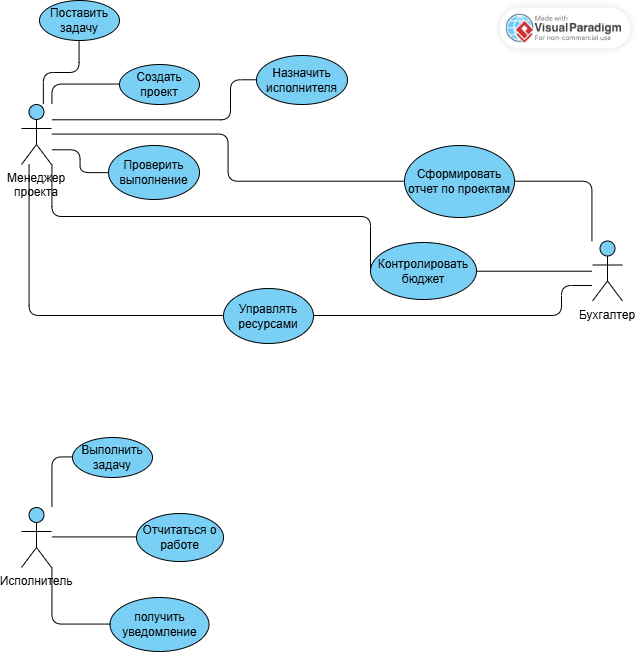 Поставить
задачу
Made with
Visual Paradigm
For non-commercial use
Создать
проект
Назначить
исполнителя
Менеджер
проекта
Проверить
выполнение
Сформировать
отчет по проектам
Контролировать
бюджет
Управлять
ресурсами
Бухгалтер
Выполнить
задачу
Отчитаться о
работе
Исполнитель
получить
уведомление